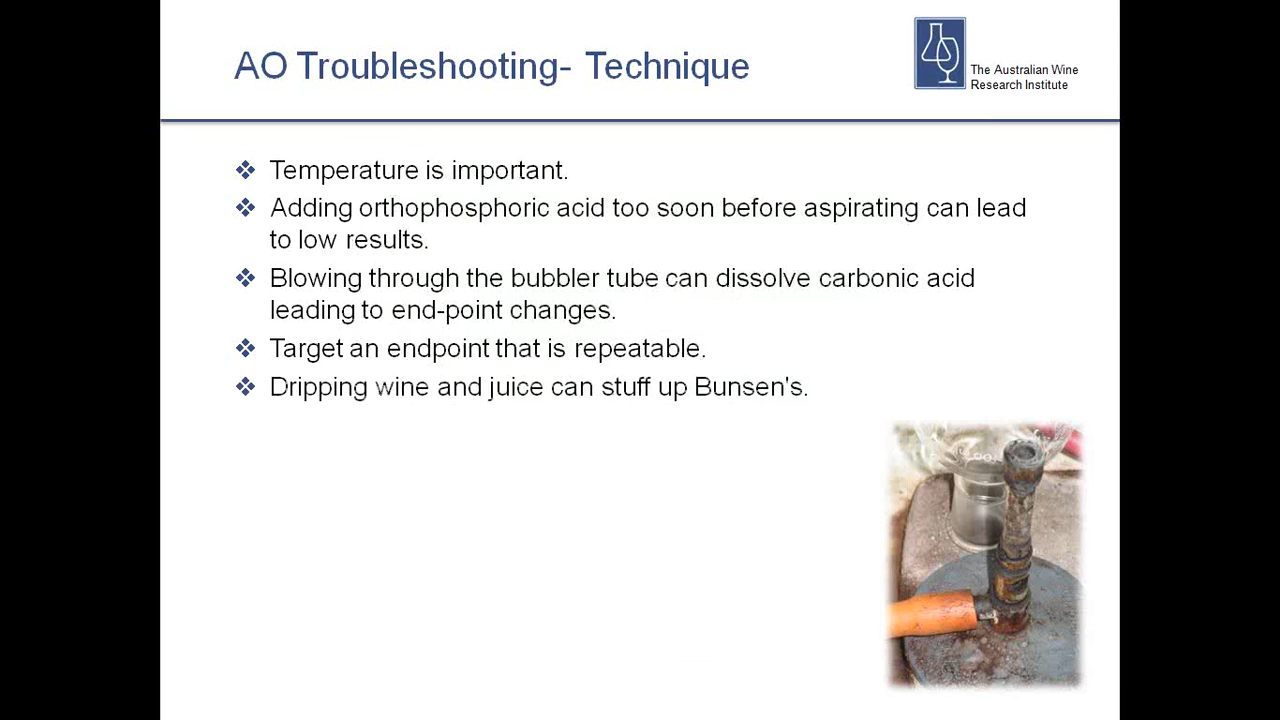 AO Troubleshooting- Technique
The Australian Wine
Research Institute
Temperature is important.
Adding orthophosphoric acid too soon before aspirating can lead
to low results.
Blowing through the bubbler tube can dissolve carbonic acid
leading to end-point changes.
Target an endpoint that is repeatable.
Dripping wine and juice can stuff up Bunsen's.